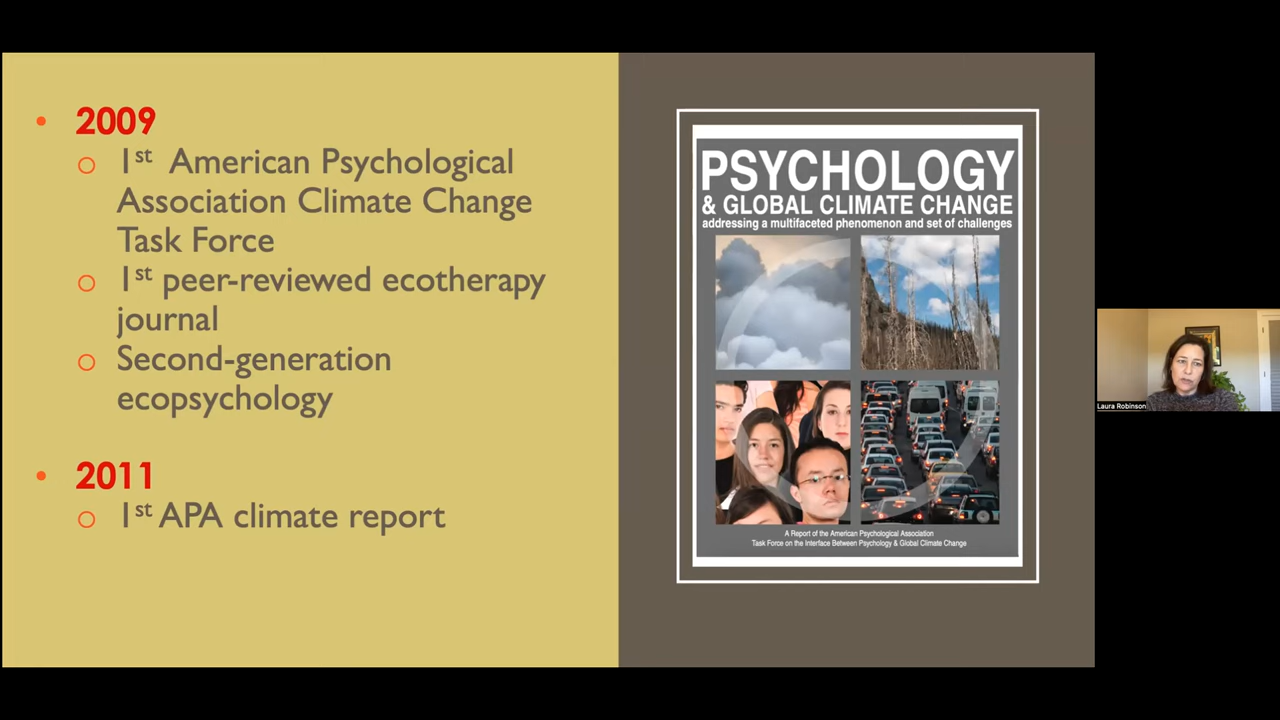 • 2009
o 1st American Psychological
Association Climate Change
Task Force
o 1st peer-reviewed ecotherapy
journal
o Second-generation
ecopsychology
• 2011
o 1st APA climate report
PSYCHOLOGY
& GLOBAL CLIMATE CHANGE
addressing a multifaceted phenomenon and set of challenges
A Report of the American Psychological Association
Task Force on the Interface Between Psychology & Global Climate Change
Laura Robinson